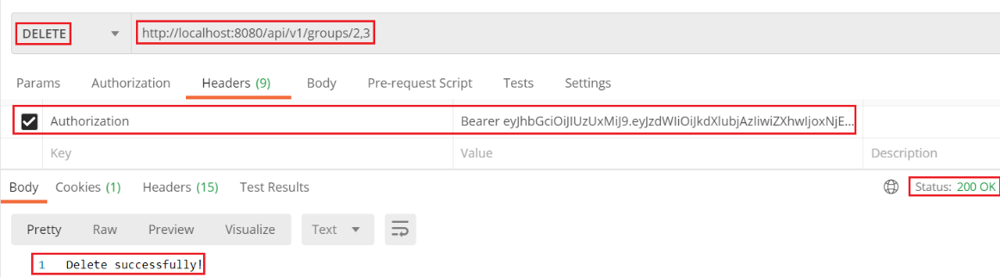 DELETE http://localhost:8080/api/v1/groups/2,3
Params Authorization Headers (9) Body Pre-request Script Tests Settings
Authorization Bearer eyJhbGciOiJIUzUxMiJ9.eyJzdWIiOiJkdXlubjAzIiwiZXhwIjoxNjE...
Key Value Description
Body Cookies (1) Headers (15) Test Results Status: 200 OK
Pretty Raw Preview Visualize Text
1 Delete successfully!